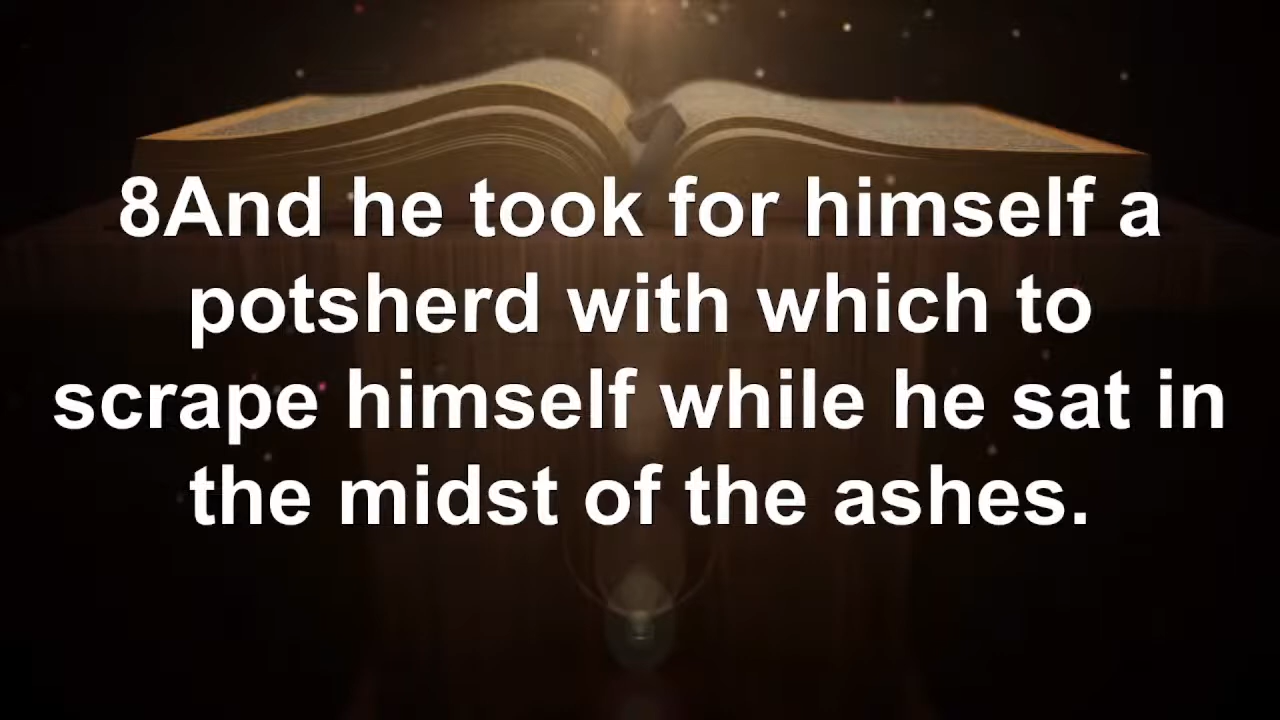 8And he took for himself a
potsherd with which to
scrape himself while he sat in
the midst of the ashes.